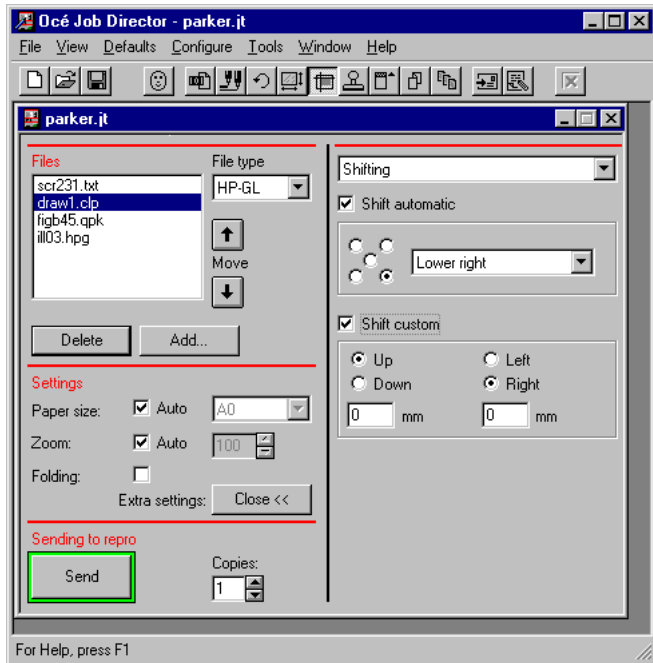 Océ Job Director - parker.jt
File View Defaults Configure Tools Window Help
parker.jt
Files
File type
scr231.txt
draw1.clp
figb45.qpk
ill03.hpg
HP-GL
Move
Delete
Add...
Settings
Paper size:
Auto
A0
Zoom:
Auto
100
Folding:
Extra settings:
Close <<
Sending to repro
Send
Copies:
1
Shifting
Shift automatic
Lower right
Shift custom
Up
Left
Down
Right
0 mm
0 mm
For Help, press F1